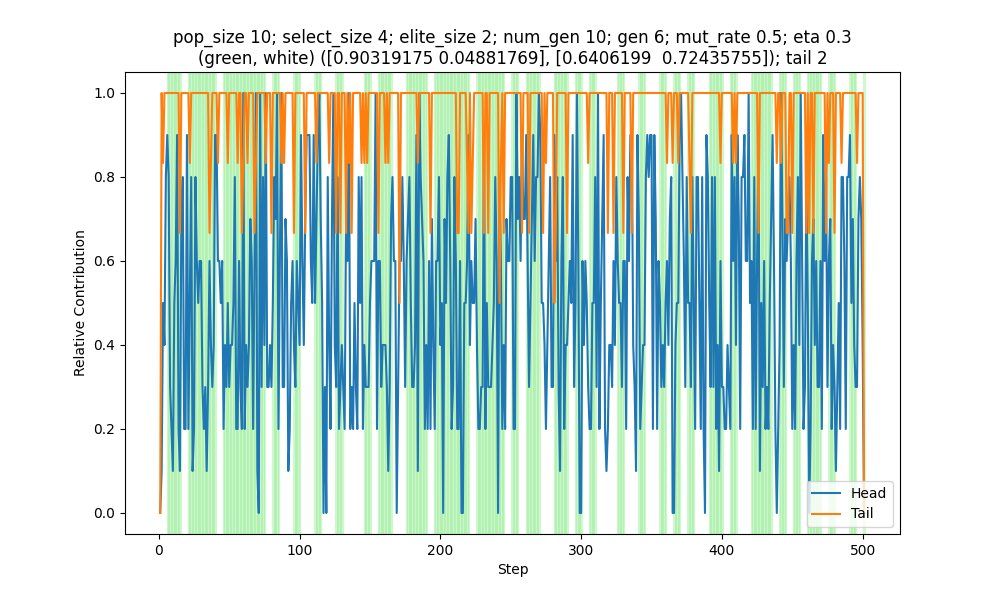 pop_size 10; select_size 4; elite_size 2; num_gen 10; gen 6; mut_rate 0.5; eta 0.3
(green, white) ([0.90319175 0.04881769], [0.6406199  0.72435755]); tail 2
1.0
0.8
0.6
0.4
0.2
0.0
Relative Contribution
Head
Tail
0
100
200
300
400
500
Step